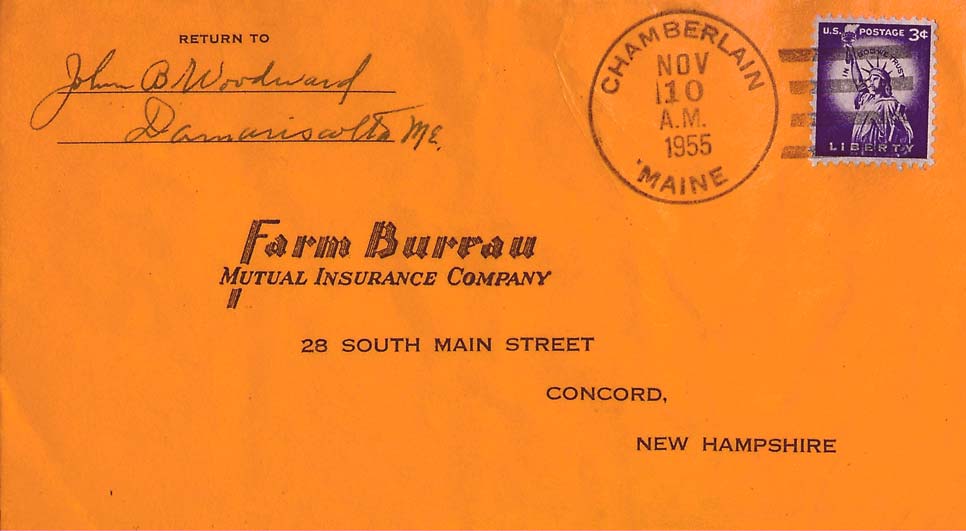 RETURN TO
John B Woodward
Damariscotta Me.
CHAMBERLAIN
NOV
10
A.M.
1955
MAINE
U.S. POSTAGE 3¢
IN GOD WE TRUST
LIBERTY
Farm Bureau
MUTUAL INSURANCE COMPANY
28 SOUTH MAIN STREET
CONCORD,
NEW HAMPSHIRE